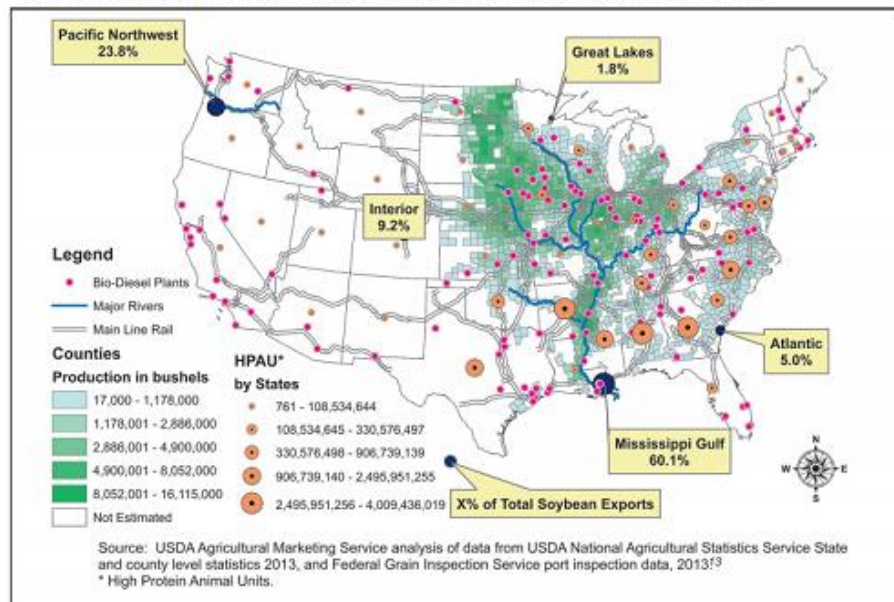 Pacific Northwest
23.8%
Great Lakes
1.8%
Interior
9.2%
Legend
Bio-Diesel Plants
Major Rivers
Main Line Rail
Counties
Production in bushels
17,000 - 1,178,000
1,178,001 - 2,886,000
2,886,001 - 4,900,000
4,900,001 - 8,052,000
8,052,001 - 16,115,000
Not Estimated
HPAU*
by States
761 - 108,534,644
108,534,645 - 330,576,497
330,576,498 - 906,739,139
906,739,140 - 2,495,951,255
2,495,951,256 - 4,009,436,019
Atlantic
5.0%
Mississippi Gulf
60.1%
X% of Total Soybean Exports
N
W E
S
Source: USDA Agricultural Marketing Service analysis of data from USDA National Agricultural Statistics Service State
and county level statistics 2013, and Federal Grain Inspection Service port inspection data, 2013!13
* High Protein Animal Units.